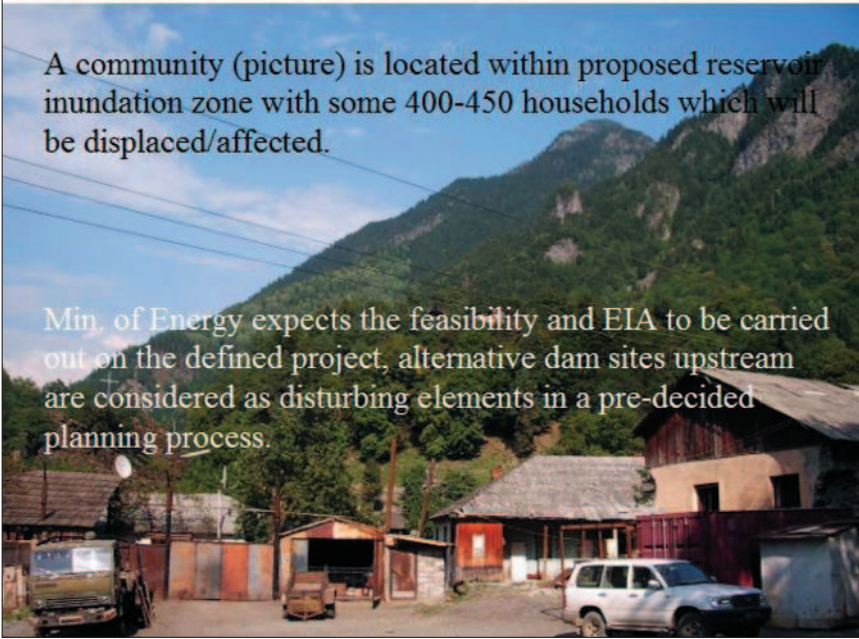 A community (picture) is located within proposed reservoir
inundation zone with some 400-450 households which will
be displaced/affected.
Min. of Energy expects the feasibility and EIA to be carried
out on the defined project, alternative dam sites upstream
are considered as disturbing elements in a pre-decided
planning process.